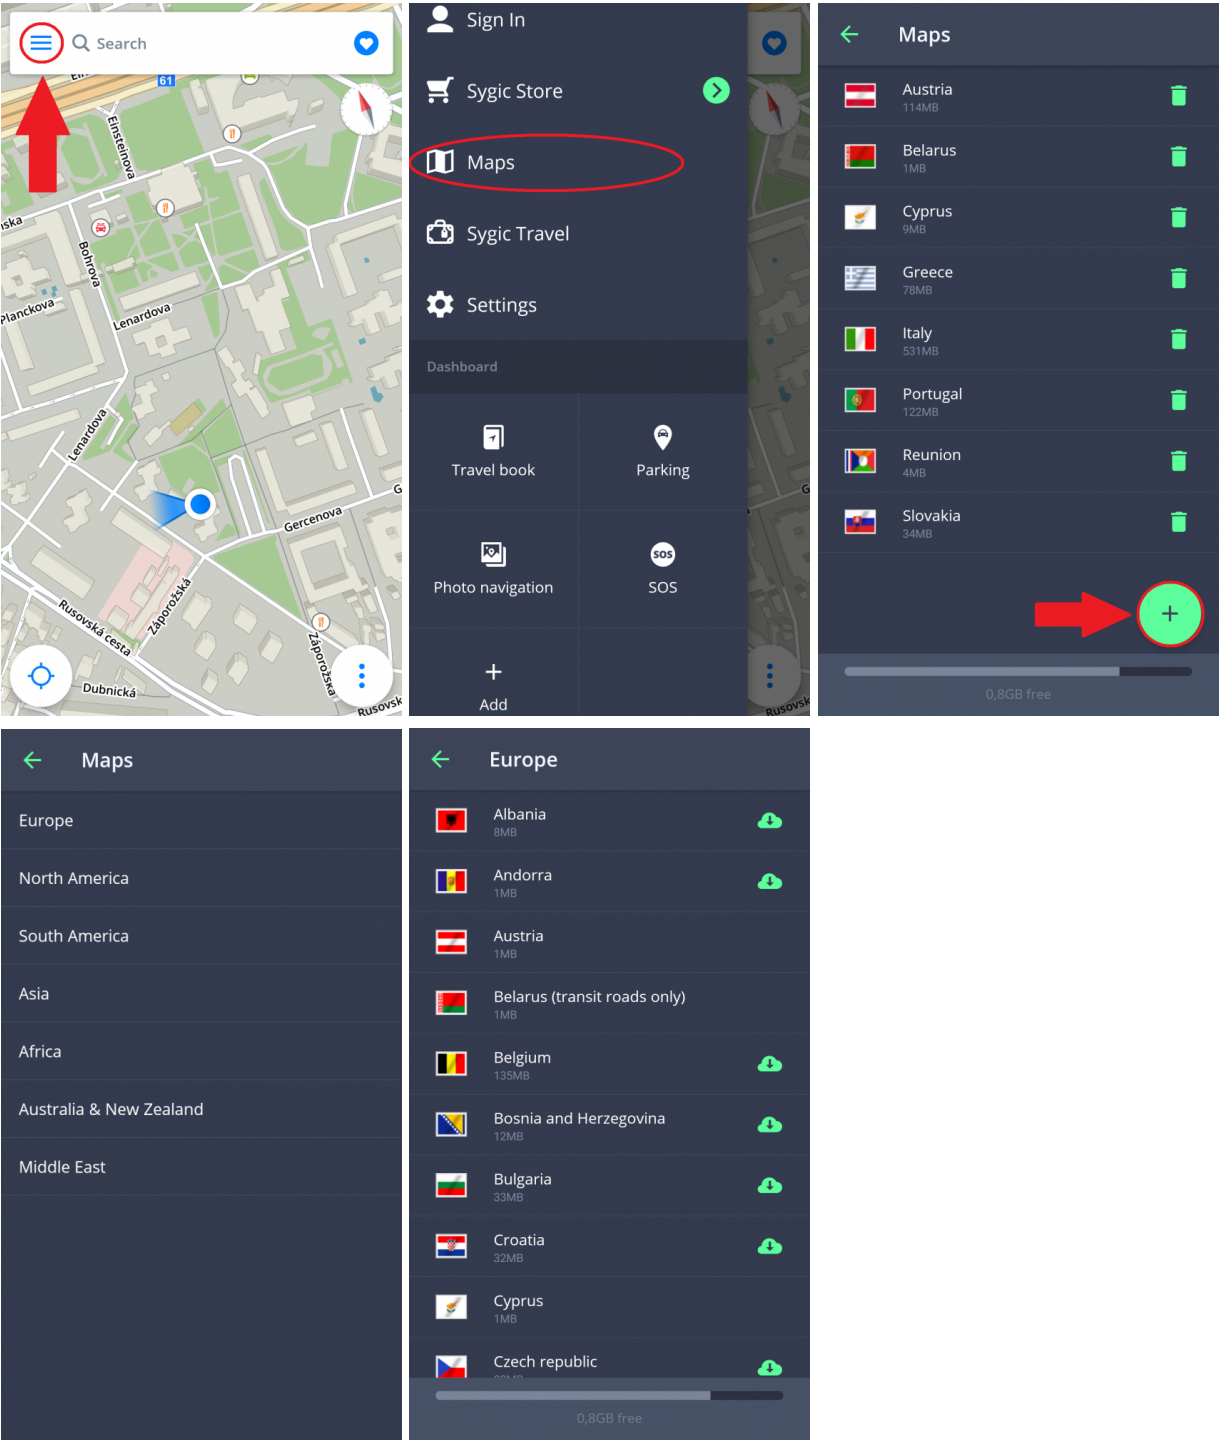 Search
61
Einsteinova
Bohrova
Planckova
Lenardova
Lenardova
Gercenova
Rusovská cesta
Záporožská
Záporožská
Dubnická
Rusovsk
Sign In
Sygic Store
Maps
Sygic Travel
Settings
Dashboard
Travel book
Parking
Photo navigation
SOS
SOS
Add
Rusovsk
Maps
Austria
114MB
Belarus
1MB
Cyprus
9MB
Greece
78MB
Italy
531MB
Portugal
122MB
Reunion
4MB
Slovakia
34MB
+
0,8GB free
Maps
Europe
North America
South America
Asia
Africa
Australia & New Zealand
Middle East
Europe
Albania
8MB
Andorra
1MB
Austria
1MB
Belarus (transit roads only)
1MB
Belgium
135MB
Bosnia and Herzegovina
12MB
Bulgaria
33MB
Croatia
32MB
Cyprus
1MB
Czech republic
0,8GB free